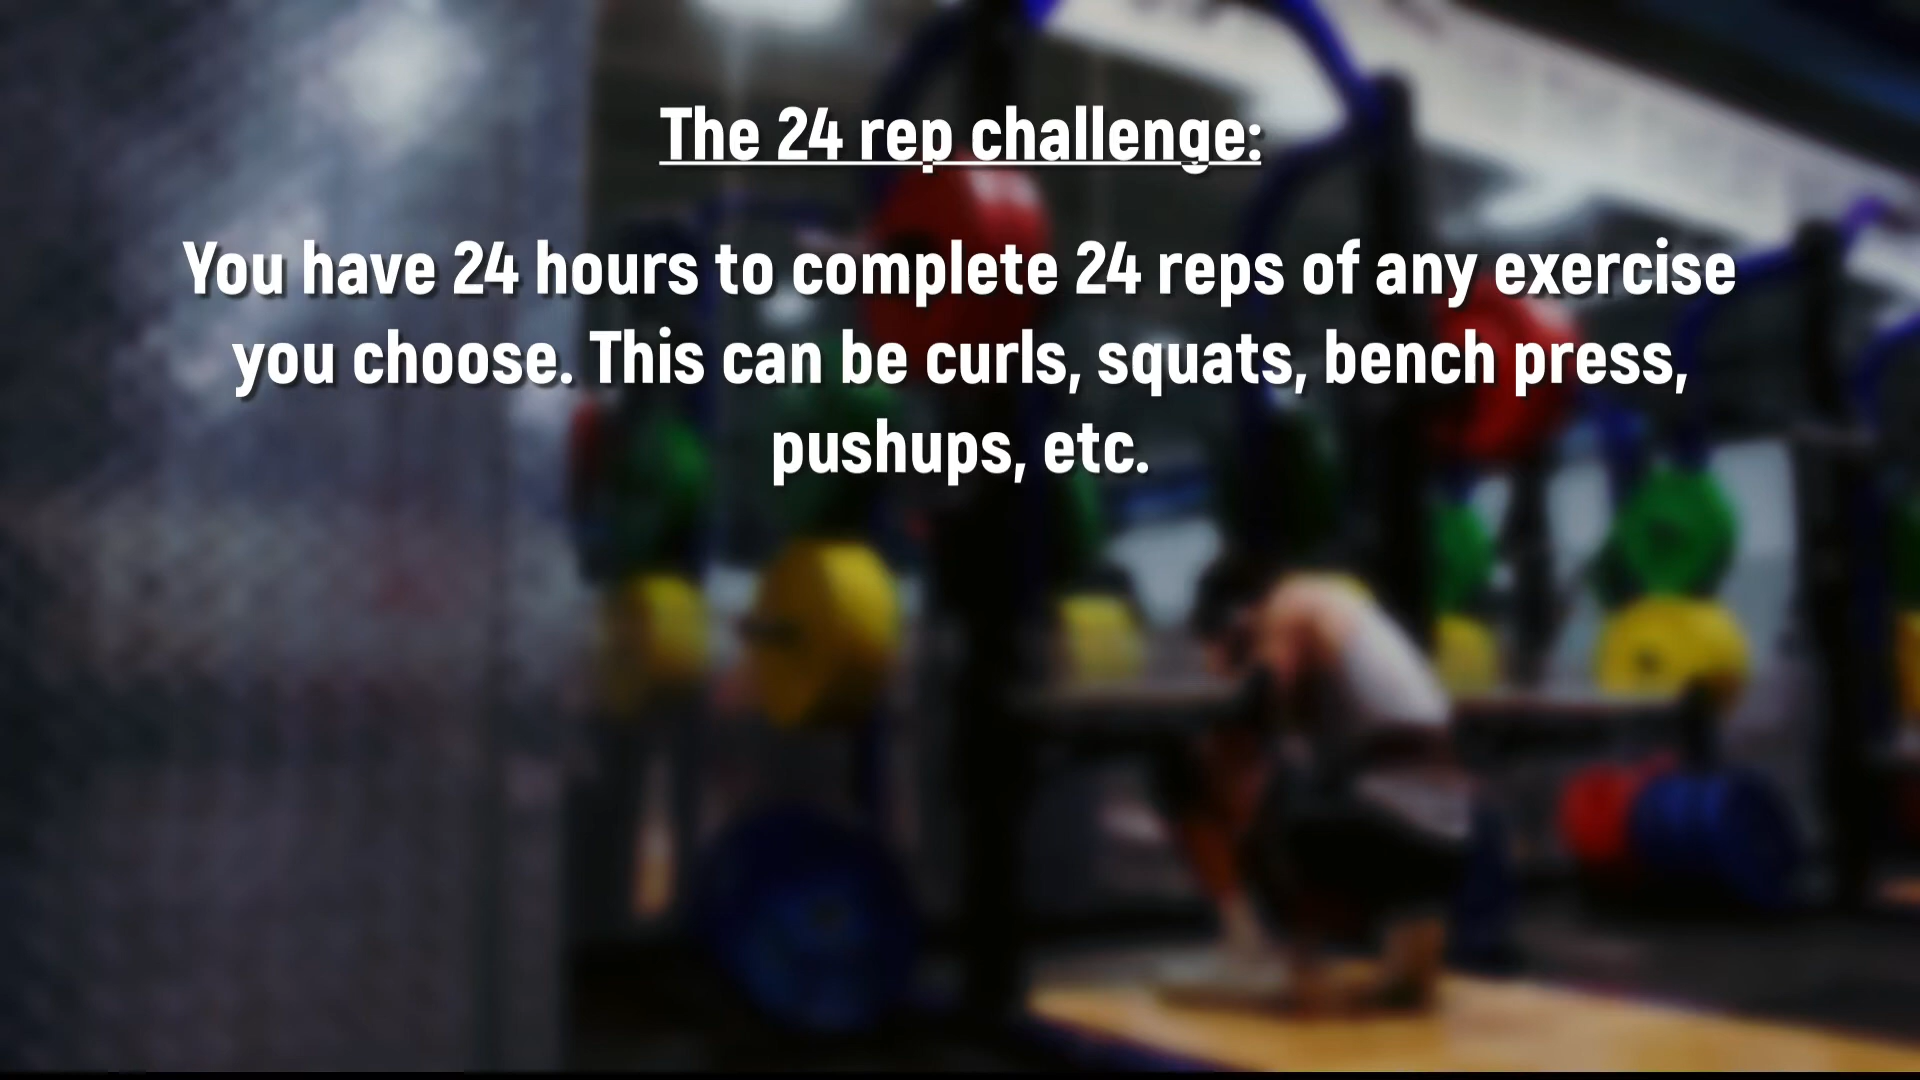 The 24 rep challenge:
You have 24 hours to complete 24 reps of any exercise
you choose. This can be curls, squats, bench press,
pushups, etc.